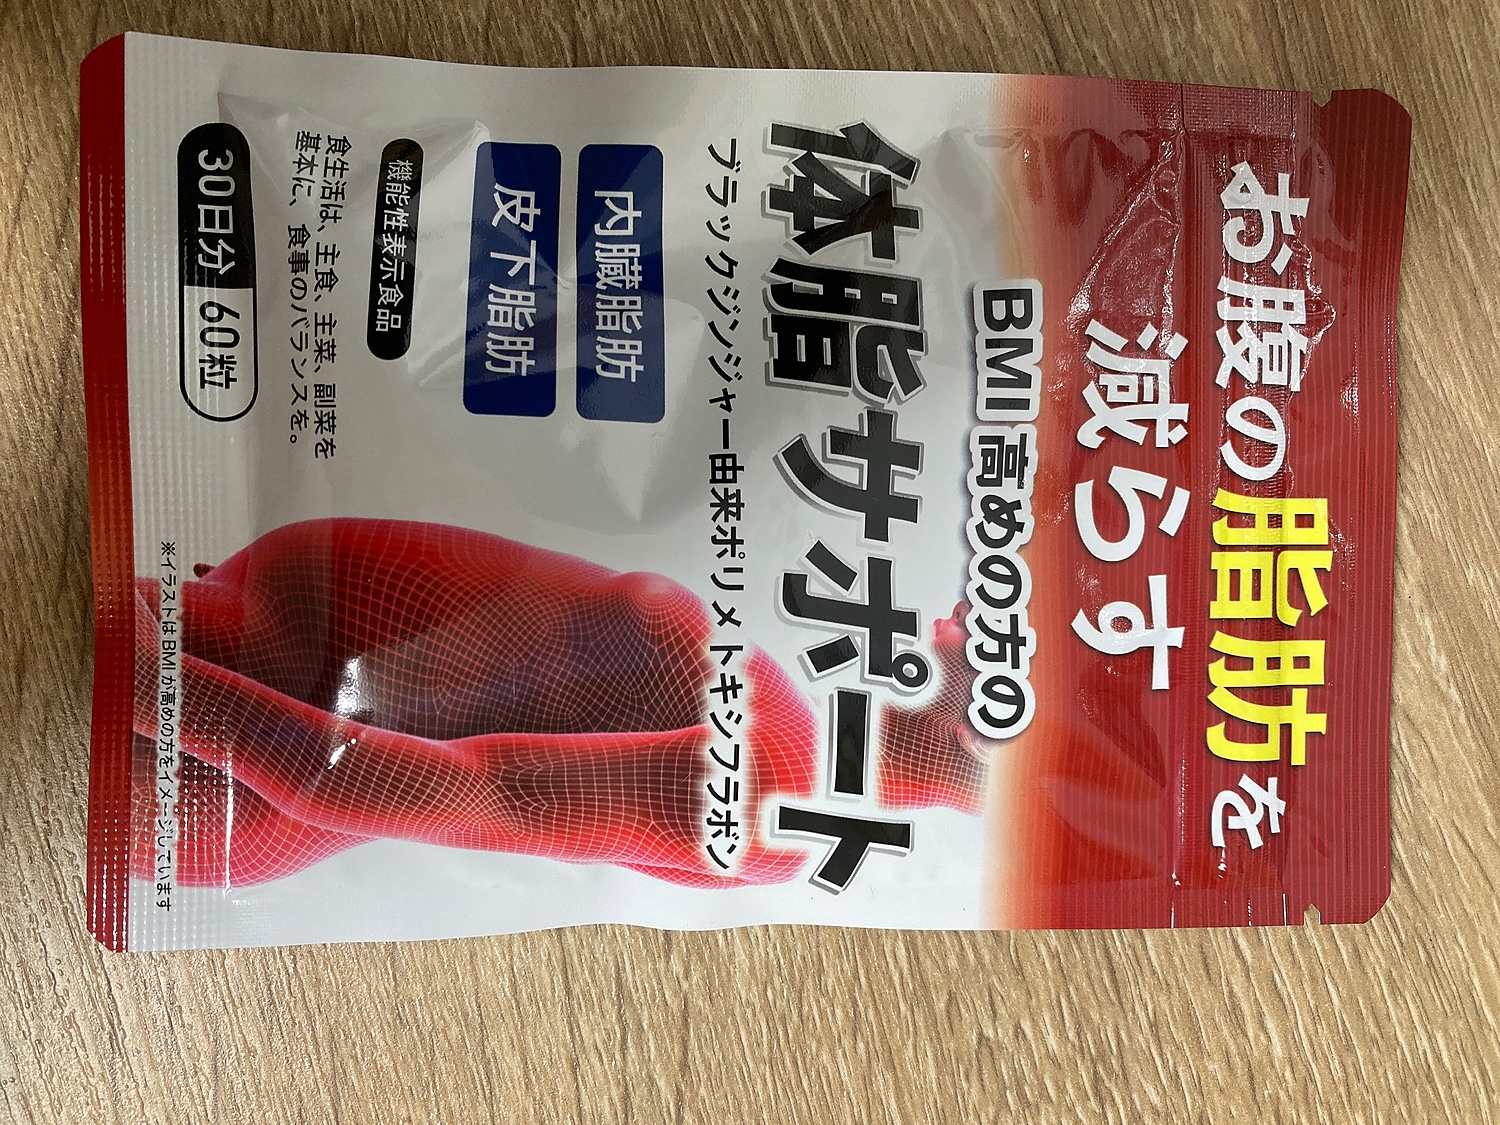 お腹の脂肪を
減らす
BMI高めの方の
体脂サポート
ブラックジンジャー由来ポリメトキシフラボン
内臓脂肪
皮下脂肪
機能性表示食品
食生活は、主食、主菜、副菜を
基本に、食事のバランスを。
30日分 60粒
※イラストはBMIが高めの方をイメージしています